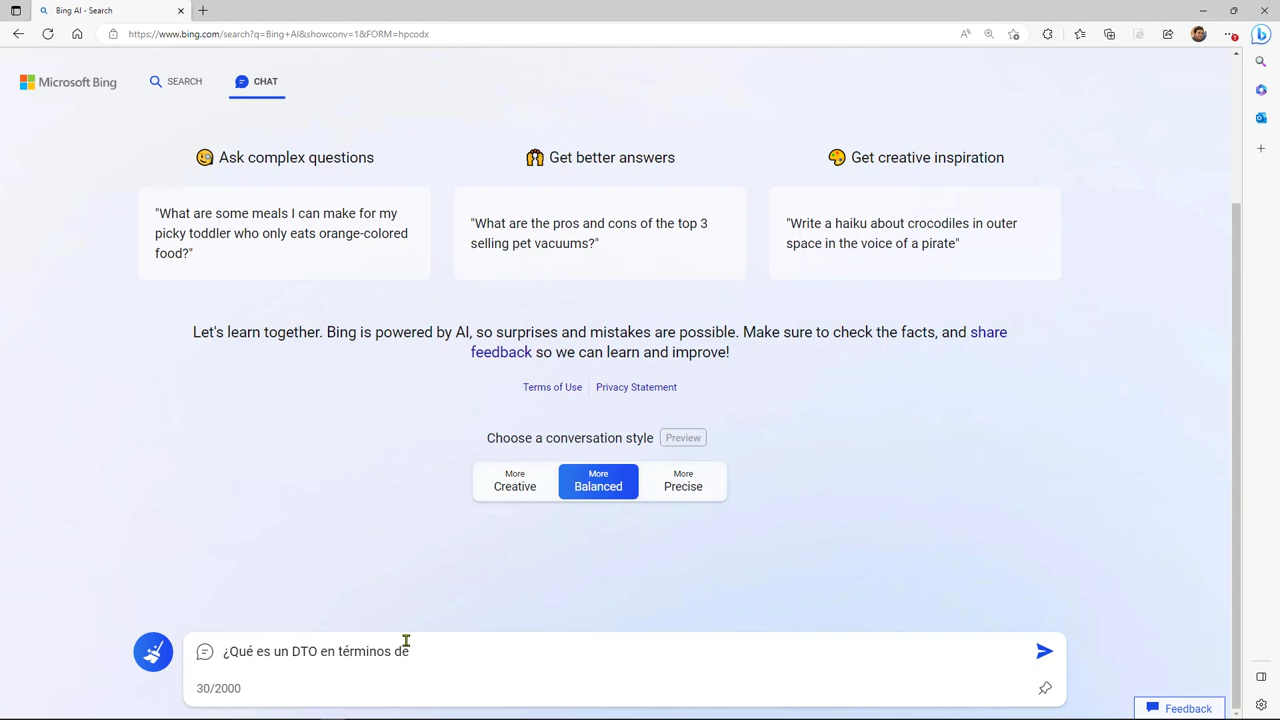 Bing AI - Search
https://www.bing.com/search?q=Bing+AI&showconv=1&FORM=hpcodx
Microsoft Bing
SEARCH
CHAT
Ask complex questions
Get better answers
Get creative inspiration
"What are some meals I can make for my
picky toddler who only eats orange-colored
food?"
"What are the pros and cons of the top 3
selling pet vacuums?"
"Write a haiku about crocodiles in outer
space in the voice of a pirate"
Let's learn together. Bing is powered by AI, so surprises and mistakes are possible. Make sure to check the facts, and share
feedback so we can learn and improve!
Terms of Use
Privacy Statement
Choose a conversation style Preview
More
Creative
More
Balanced
More
Precise
¿Qué es un DTO en términos de
30/2000
Feedback